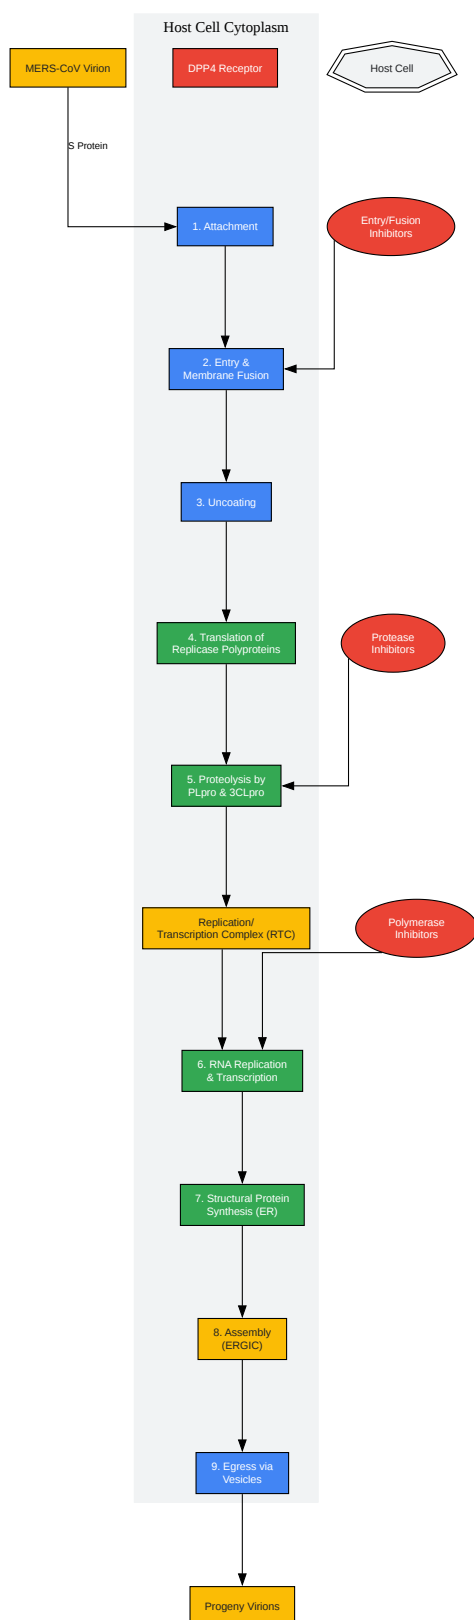 Host Cell Cytoplasm
MERS-CoV Virion
DPP4 Receptor
Host Cell
S Protein
1. Attachment
Entry/Fusion
Inhibitors
2. Entry &
Membrane Fusion
3. Uncoating
4. Translation of
Replicase Polyproteins
Protease
Inhibitors
5. Proteolysis by
PLpro & 3CLpro
Replication/
Transcription Complex (RTC)
Polymerase
Inhibitors
6. RNA Replication
& Transcription
7. Structural Protein
Synthesis (ER)
8. Assembly
(ERGIC)
9. Egress via
Vesicles
Progeny Virions